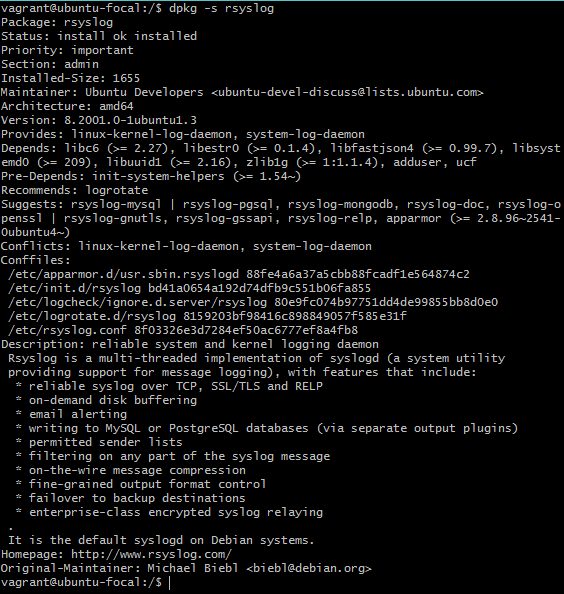 vagrant@ubuntu-focal:/$ dpkg -s rsyslog
Package: rsyslog
Status: install ok installed
Priority: important
Section: admin
Installed-Size: 1655
Maintainer: Ubuntu Developers <ubuntu-devel-discuss@lists.ubuntu.com>
Architecture: amd64
Version: 8.2001.0-1ubuntu1.3
Provides: linux-kernel-log-daemon, system-log-daemon
Depends: libc6 (>= 2.27), libestr0 (>= 0.1.4), libfastjson4 (>= 0.99.7), libsyst
emd0 (>= 209), libuuid1 (>= 2.16), zlib1g (>= 1:1.1.4), adduser, ucf
Pre-Depends: init-system-helpers (>= 1.54~)
Recommends: logrotate
Suggests: rsyslog-mysql | rsyslog-pgsql, rsyslog-mongodb, rsyslog-doc, rsyslog-o
penssl | rsyslog-gnutls, rsyslog-gssapi, rsyslog-relp, apparmor (>= 2.8.96~2541-
0ubuntu4~)
Conflicts: linux-kernel-log-daemon, system-log-daemon
Conffiles:
 /etc/apparmor.d/usr.sbin.rsyslogd 88fe4a6a37a5cbb88fcadf1e564874c2
 /etc/init.d/rsyslog bd41a0654a192d74dfb9c551b06fa855
 /etc/logcheck/ignore.d.server/rsyslog 80e9fc074b97751dd4de99855bb8d0e0
 /etc/logrotate.d/rsyslog 8159203bf98416c898849057f585e31f
 /etc/rsyslog.conf 8f03326e3d7284ef50ac6777ef8a4fb8
Description: reliable system and kernel logging daemon
 Rsyslog is a multi-threaded implementation of syslogd (a system utility
 providing support for message logging), with features that include:
  * reliable syslog over TCP, SSL/TLS and RELP
  * on-demand disk buffering
  * email alerting
  * writing to MySQL or PostgreSQL databases (via separate output plugins)
  * permitted sender lists
  * filtering on any part of the syslog message
  * on-the-wire message compression
  * fine-grained output format control
  * failover to backup destinations
  * enterprise-class encrypted syslog relaying
 .
 It is the default syslogd on Debian systems.
Homepage: http://www.rsyslog.com/
Original-Maintainer: Michael Biebl <biebl@debian.org>
vagrant@ubuntu-focal:/$